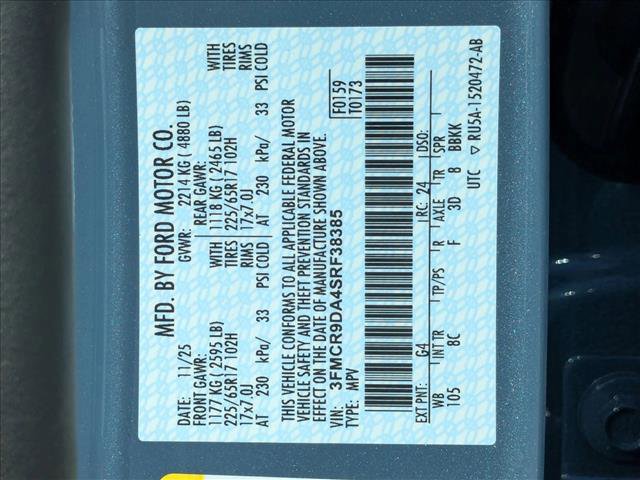 MFD. BY FORD MOTOR CO.
DATE: 11/25 GVWR: 2214 KG ( 4880 LB)
FRONT GAWR: REAR GAWR:
1177 KG ( 2595 LB) 1118 KG ( 2465 LB) WITH
225/65R17 102H 225/65R17 102H TIRES
17x7.0J 17x7.0J RIMS
AT 230 kPa/ 33 PSI COLD AT 230 kPa/ 33 PSI COLD
WITH
TIRES
RIMS
THIS VEHICLE CONFORMS TO ALL APPLICABLE FEDERAL MOTOR
VEHICLE SAFETY AND THEFT PREVENTION STANDARDS IN
EFFECT ON THE DATE OF MANUFACTURE SHOWN ABOVE.
VIN: 3FMCR9DA4SRF38385
TYPE: MPV
F0159
T0173
EXT PNT: G4 RC: 24 DSO:
WB INT TR TP/PS R AXLE TR SPR
105 8C F 3D 8 BBKK
UTC ▽ RU5A-1520472-AB